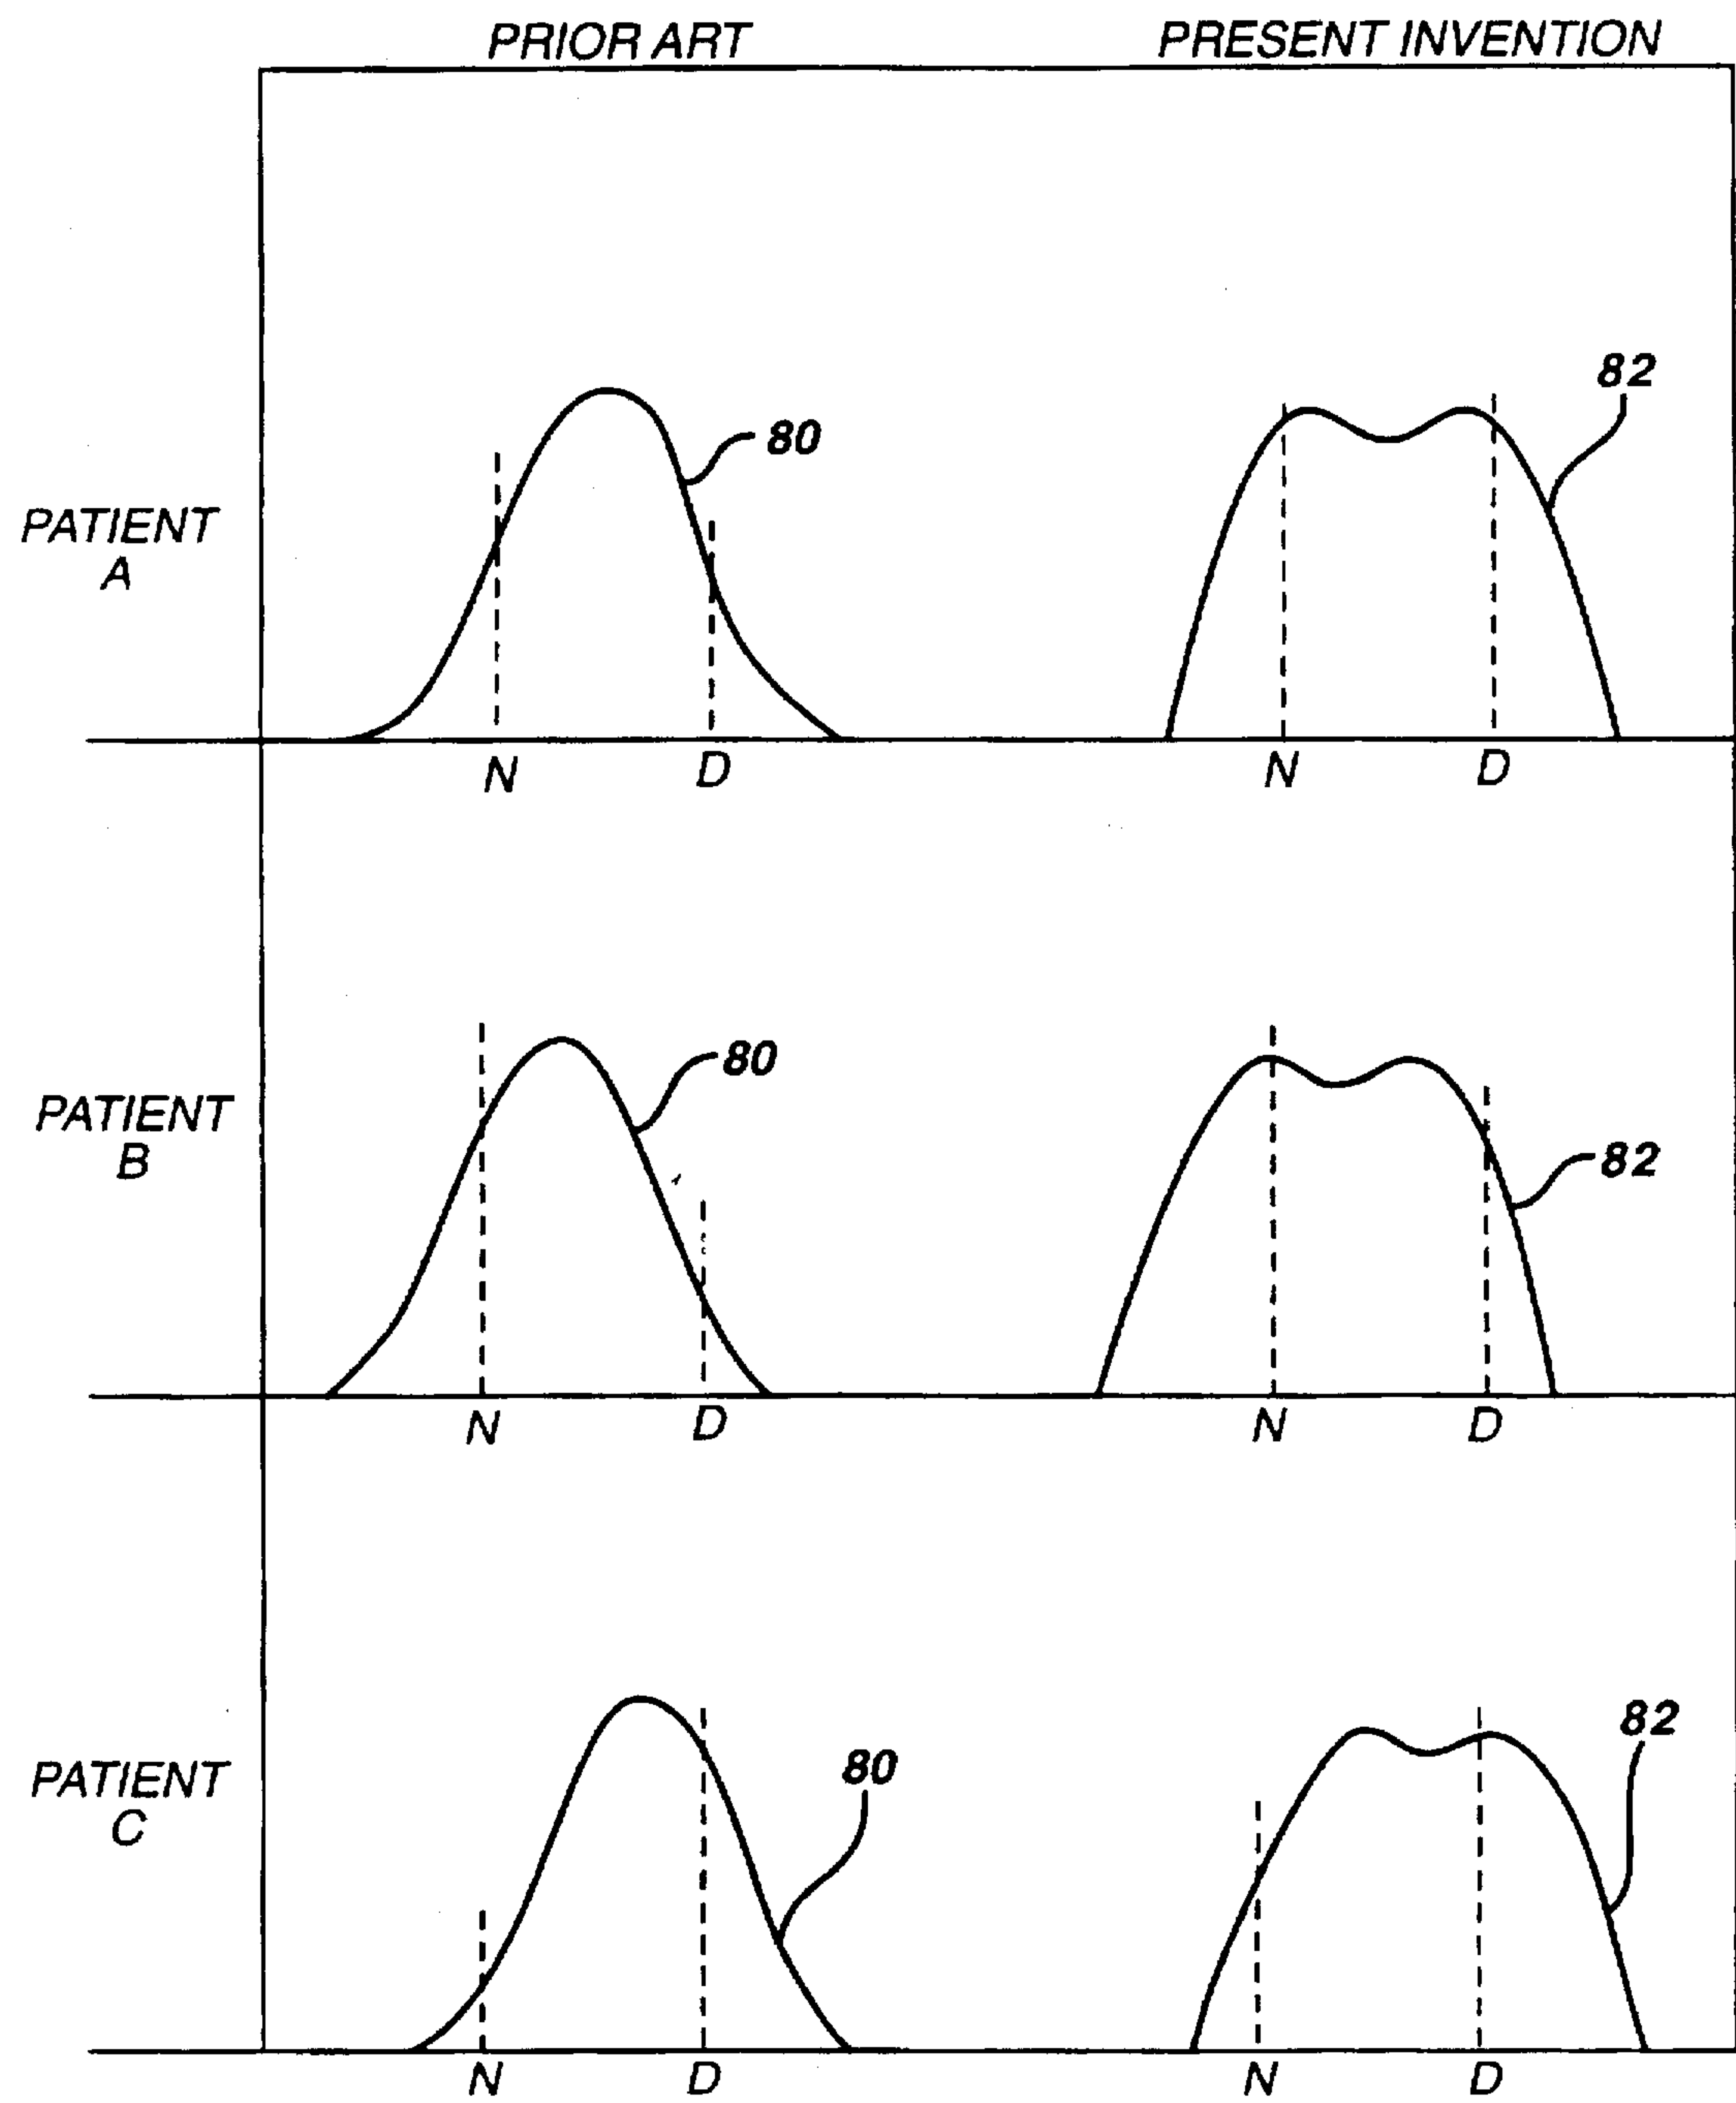 PRIOR ART
PRESENT INVENTION
82
80
PATIENT
A
N
D
N
D
80
PATIENT
B
82
N
D
N
D
82
80
PATIENT
C
N
D
N
D